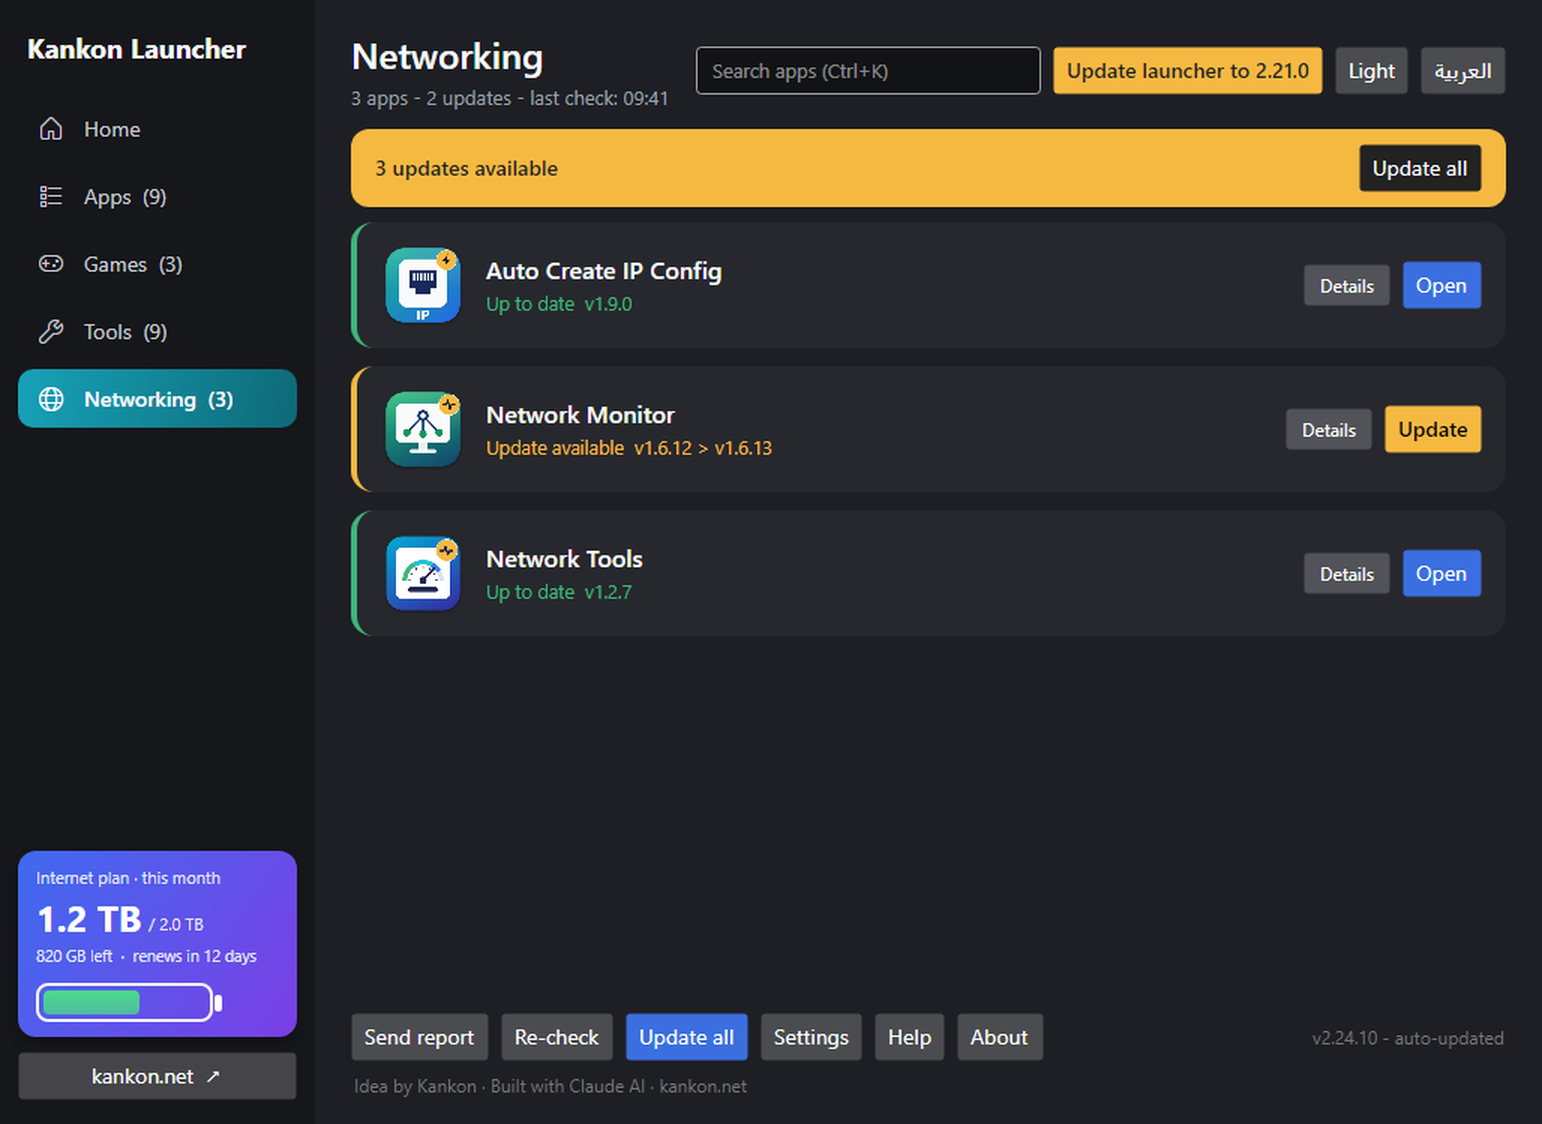 Kankon Launcher
Home
Apps (9)
Games (3)
Tools (9)
Networking (3)
Internet plan · this month
1.2 TB / 2.0 TB
820 GB left · renews in 12 days
kankon.net ↗
Networking
3 apps - 2 updates - last check: 09:41
Search apps (Ctrl+K)
Update launcher to 2.21.0
Light
العربية
3 updates available
Update all
IP
Auto Create IP Config
Up to date v1.9.0
Details
Open
Network Monitor
Update available v1.6.12 > v1.6.13
Details
Update
Network Tools
Up to date v1.2.7
Details
Open
Send report
Re-check
Update all
Settings
Help
About
v2.24.10 - auto-updated
Idea by Kankon · Built with Claude AI · kankon.net